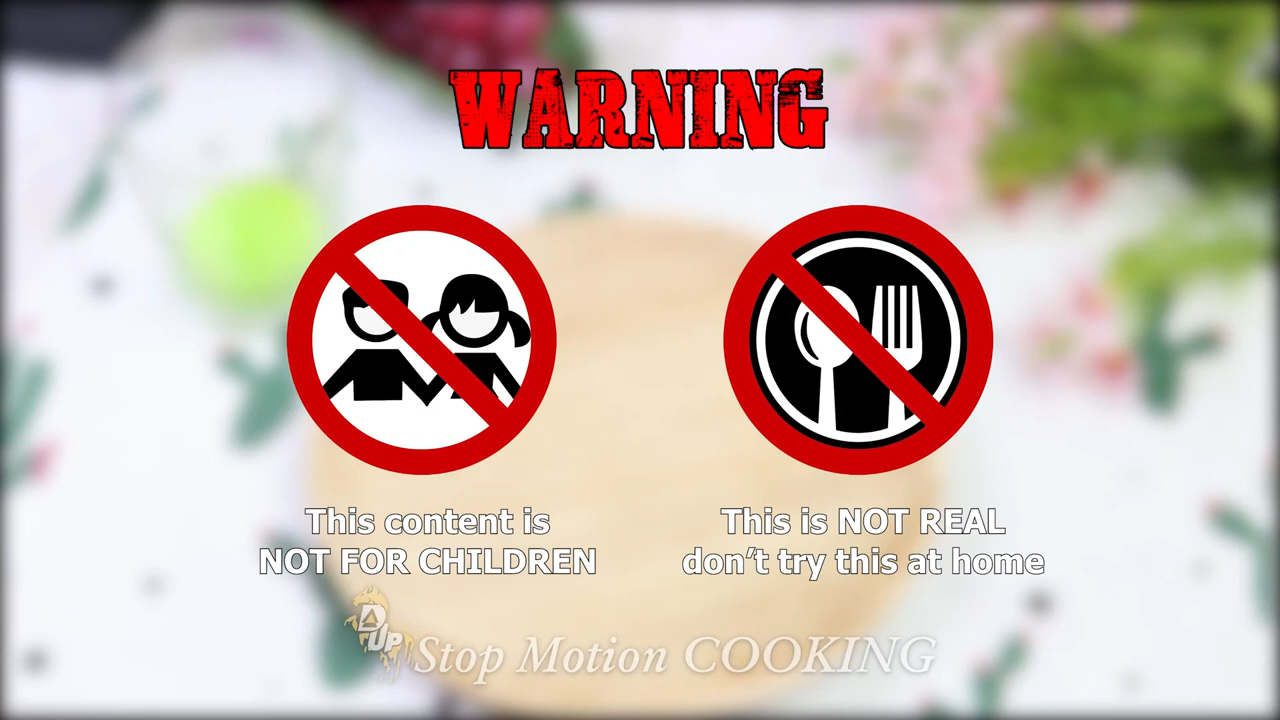 WARNING
This content is
NOT FOR CHILDREN
This is NOT REAL
don't try this at home
DUP
Stop Motion COOKING